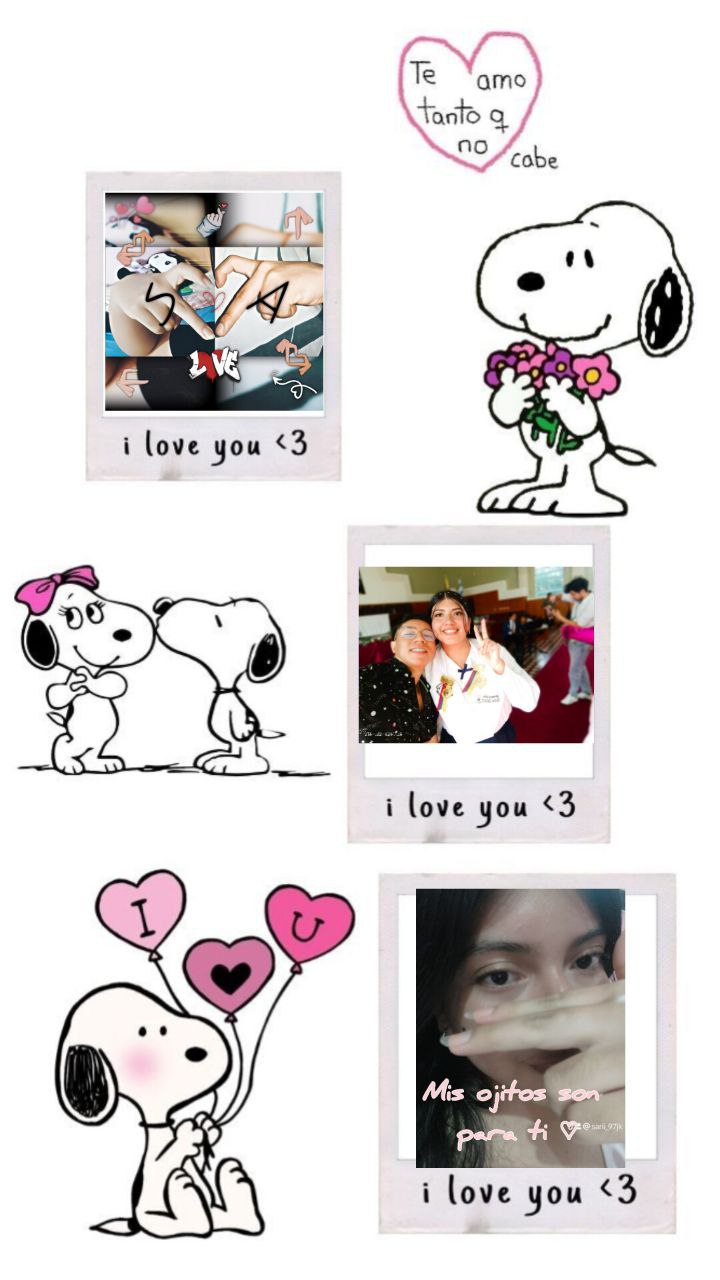 Te amo
tanto q
no
cabe
S A
LOVE
i love you <3
i love you <3
I U
Mis ojitos son
para ti ♡
@sarii_97jk
i love you <3